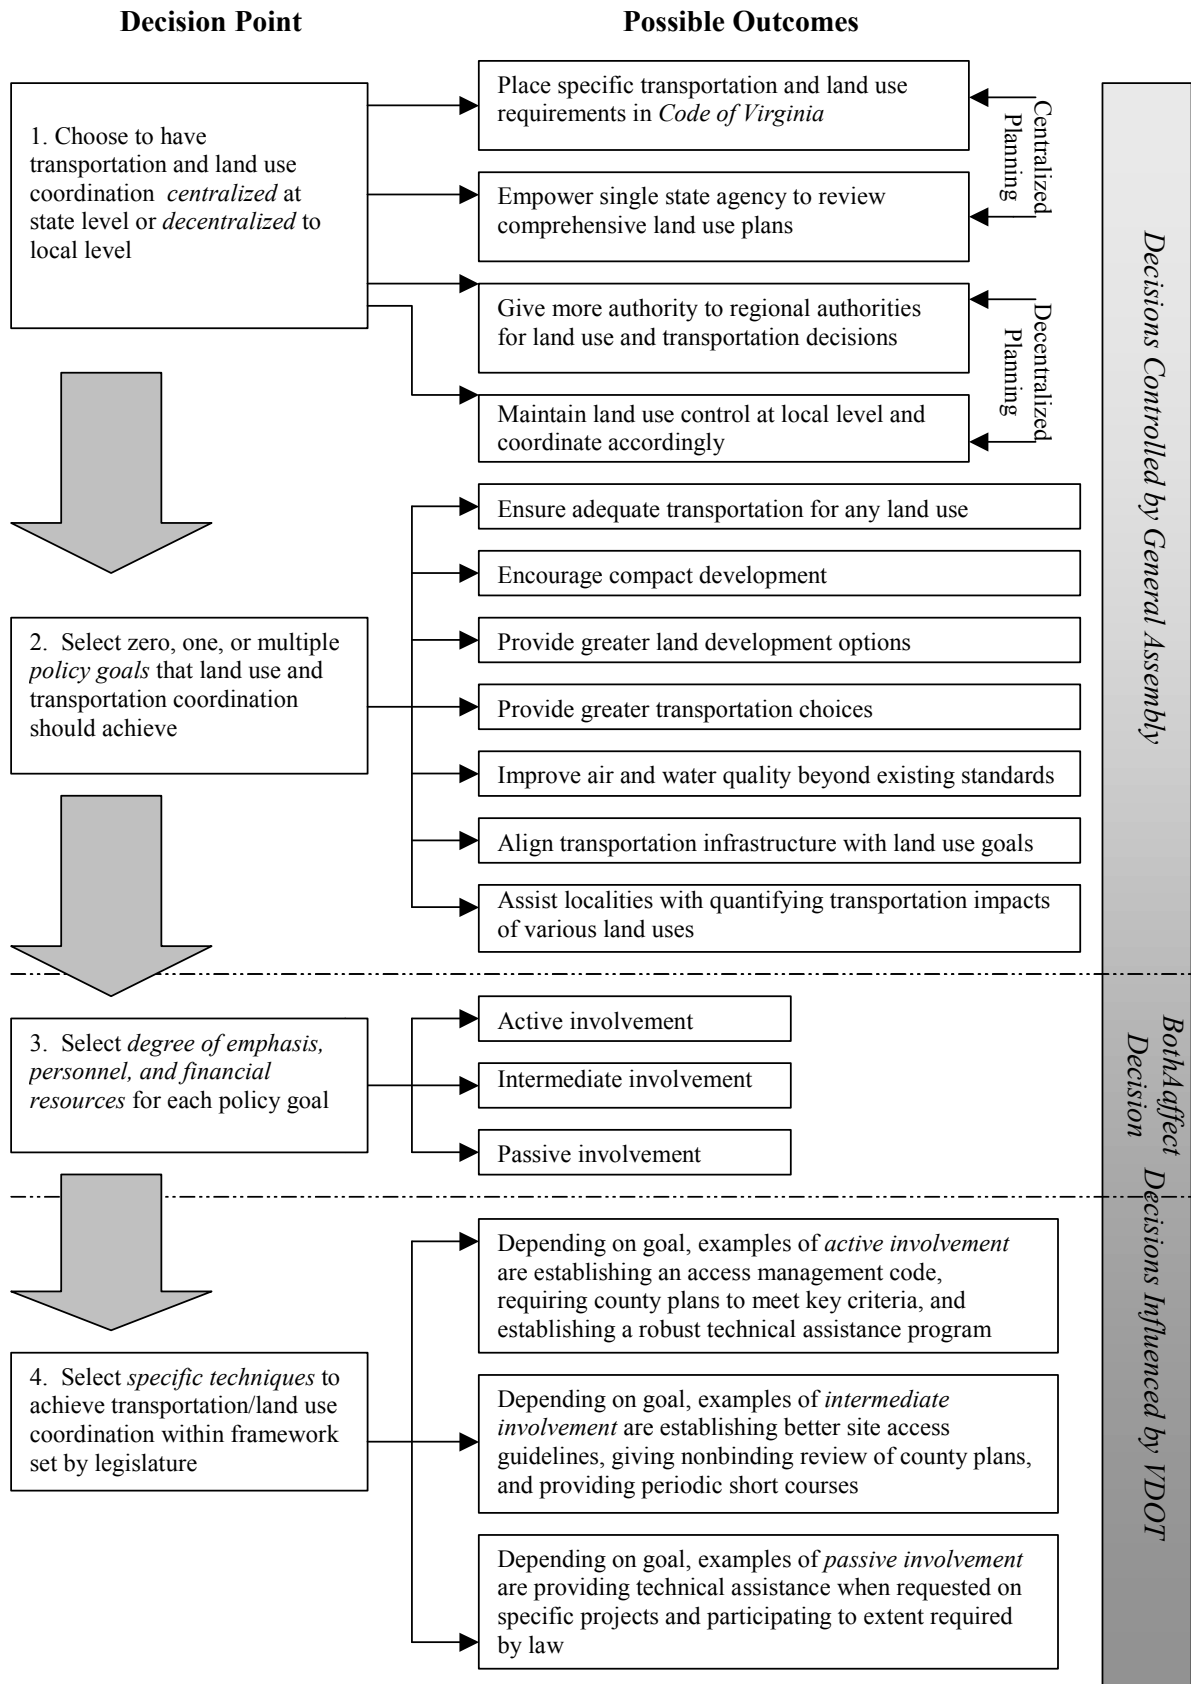 Decision Point
Possible Outcomes
1. Choose to have
transportation and land use
coordination centralized at
state level or decentralized to
local level
Place specific transportation and land use
requirements in Code of Virginia
Empower single state agency to review
comprehensive land use plans
Centralized
Planning
Give more authority to regional authorities
for land use and transportation decisions
Maintain land use control at local level and
coordinate accordingly
Decentralized
Planning
2. Select zero, one, or multiple
policy goals that land use and
transportation coordination
should achieve
Ensure adequate transportation for any land use
Encourage compact development
Provide greater land development options
Provide greater transportation choices
Improve air and water quality beyond existing standards
Align transportation infrastructure with land use goals
Assist localities with quantifying transportation impacts
of various land uses
Decisions Controlled by General Assembly
3. Select degree of emphasis,
personnel, and financial
resources for each policy goal
Active involvement
Intermediate involvement
Passive involvement
BothAaffect
Decision
4. Select specific techniques to
achieve transportation/land use
coordination within framework
set by legislature
Depending on goal, examples of active involvement
are establishing an access management code,
requiring county plans to meet key criteria, and
establishing a robust technical assistance program
Depending on goal, examples of intermediate
involvement are establishing better site access
guidelines, giving nonbinding review of county plans,
and providing periodic short courses
Depending on goal, examples of passive involvement
are providing technical assistance when requested on
specific projects and participating to extent required
by law
Decisions Influenced by VDOT